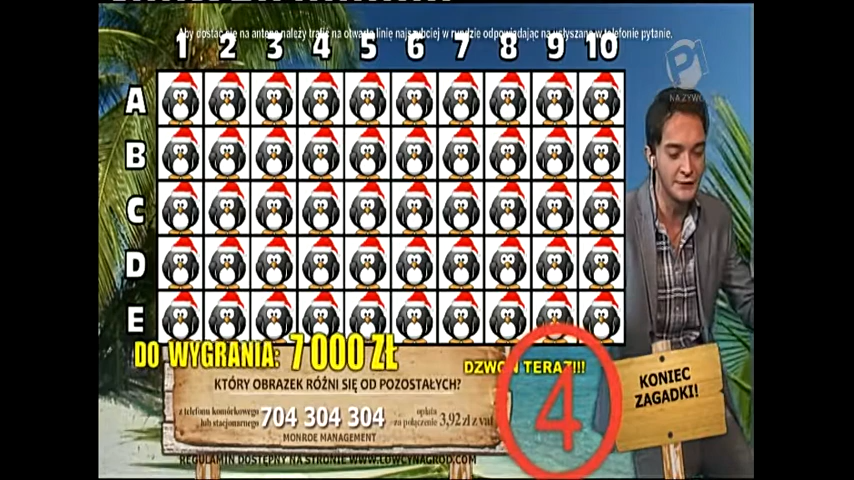 Aby dostać się na antenę należy trafić na otwartą linię najszybciej w rundzie odpowiadając na usłyszane w telefonie pytanie.
1 2 3 4 5 6 7 8 9 10
NA ŻYWO
A
B
C
D
E
DO WYGRANIA: 7 000 ZŁ
DZWOŃ TERAZ!!!
KTÓRY OBRAZEK RÓŻNI SIĘ OD POZOSTAŁYCH?
KONIEC
ZAGADKI!
4
z telefonu komórkowego
lub stacjonarnego
704 304 304
opłata
za połączenie 3,92zł z vat
MONROE MANAGEMENT
REGULAMIN DOSTĘPNY NA STRONIE WWW.LOWCYNAGROD.COM